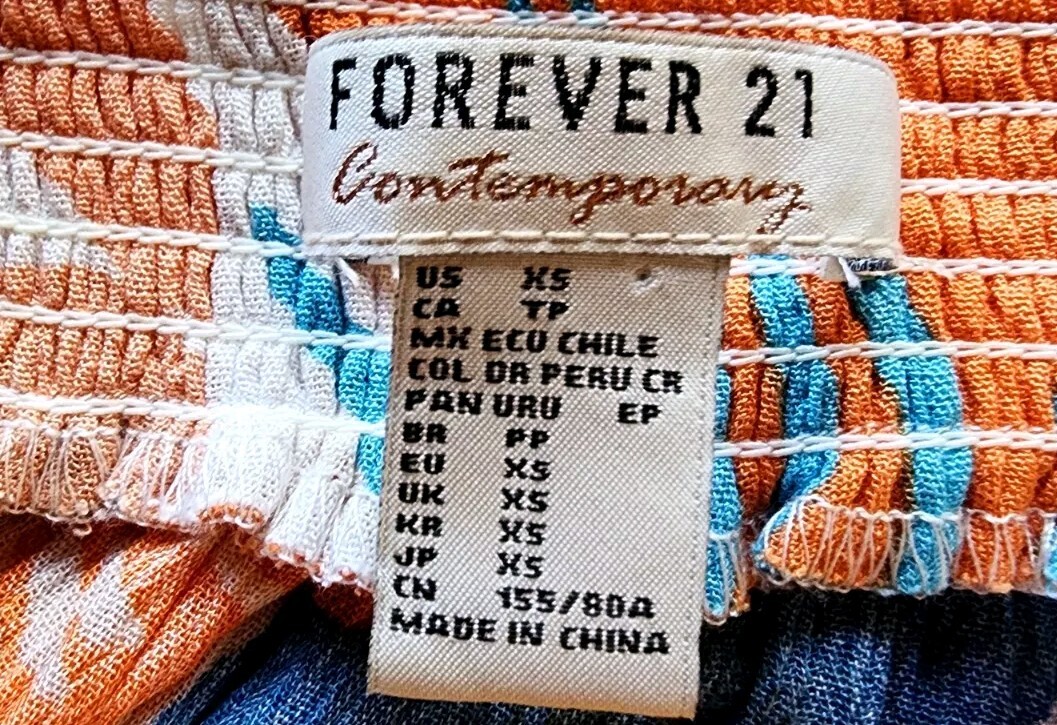 FOREVER 21
Contemporary
US XS
CA TP
MX ECU CHILE
COL DR PERU CR
PAN URU EP
BR PP
EU XS
UK XS
KR XS
JP XS
CN 155/80A
MADE IN CHINA